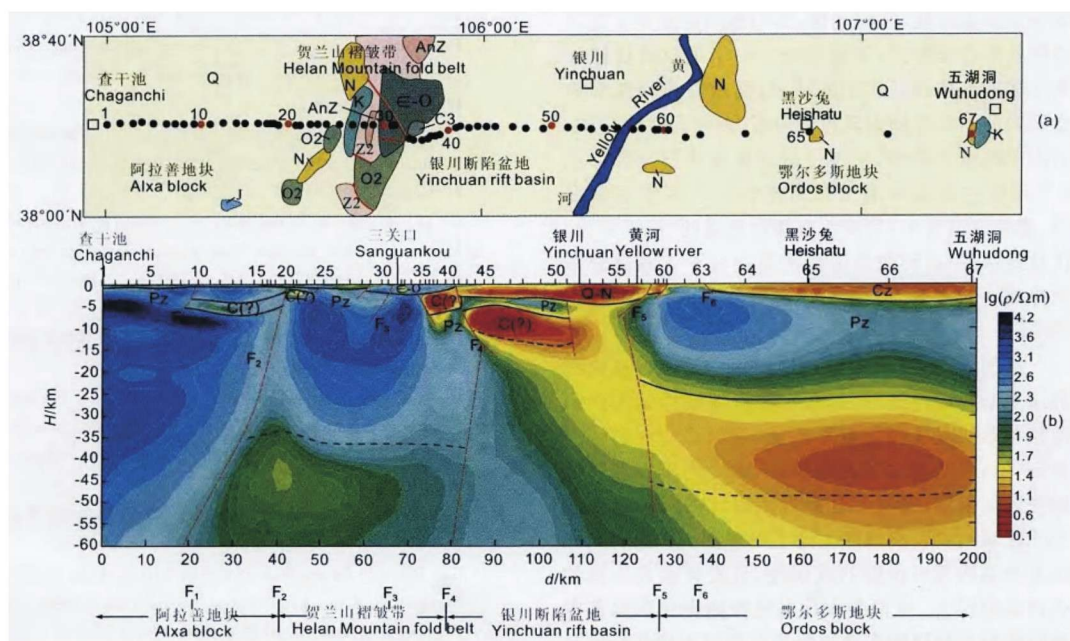 105°00′E 106°00′E 107°00′E
38°40′N
贺兰山褶皱带 AnZ
Helan Mountain fold belt
银川
Yinchuan
黄
River
Yellow
河
N
查干池
Chaganchi
Q
AnZ
N
K
∈-O
黑沙兔
Heishatu
Q
五湖洞
Wuhudong
(a)
1 10 20 30 C3 40 50 60 65 67
O2 Z2
N N K
N
阿拉善地块
Alxa block
银川断陷盆地
Yinchuan rift basin
鄂尔多斯地块
Ordos block
N
J O2 Z2 O2
N
38°00′N
查干池
Chaganchi
三关口
Sanguankou
银川
Yinchuan
黄河
Yellow river
黑沙兔
Heishatu
五湖洞
Wuhudong
1 5 10 15 20 25 30 35 40 45 50 55 60 63 64 65 66 67
0
Pz C(?) C(?) Pz C(?) Pz Pz Q-N Cz
C(?) Pz
F2 F3 F4 F5 F6
lg(ρ/Ωm)
4.2
3.6
3.1
2.6
2.3
2.0
1.9
1.7
1.6
1.4
1.1
0.6
0.1
(b)
H/km
-5
-10
-15
-20
-25
-30
-35
-40
-45
-50
-55
-60
0 10 20 30 40 50 60 70 80 90 100 110 120 130 140 150 160 170 180 190 200
d/km
F1 F2 F3 F4 F5 F6
阿拉善地块 贺兰山褶皱带 银川断陷盆地 鄂尔多斯地块
Alxa block Helan Mountain fold belt Yinchuan rift basin Ordos block